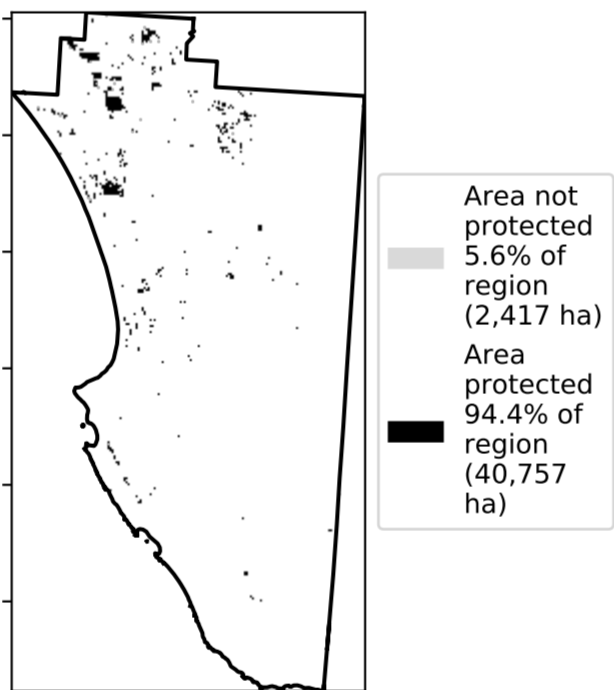 Area not
protected
5.6% of
region
(2,417 ha)
Area
protected
94.4% of
region
(40,757
ha)